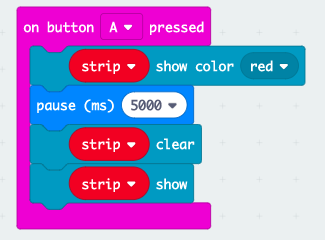 on button A pressed
strip show color red
pause (ms) 5000
strip clear
strip show